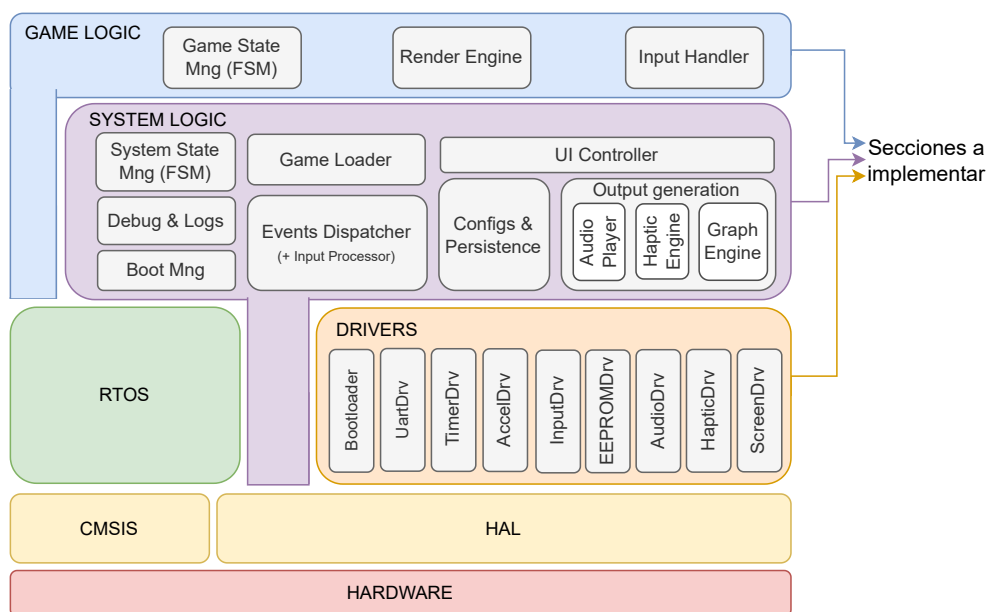 GAME LOGIC
Game State
Mng (FSM)
Render Engine
Input Handler
SYSTEM LOGIC
System State
Mng (FSM)
Game Loader
UI Controller
Debug & Logs
Events Dispatcher
(+ Input Processor)
Configs &
Persistence
Output generation
Audio
Player
Haptic
Engine
Graph
Engine
Boot Mng
Secciones a
implementar
RTOS
DRIVERS
Bootloader
UartDrv
TimerDrv
AccelDrv
InputDrv
EEPROMDrv
AudioDrv
HapticDrv
ScreenDrv
CMSIS
HAL
HARDWARE